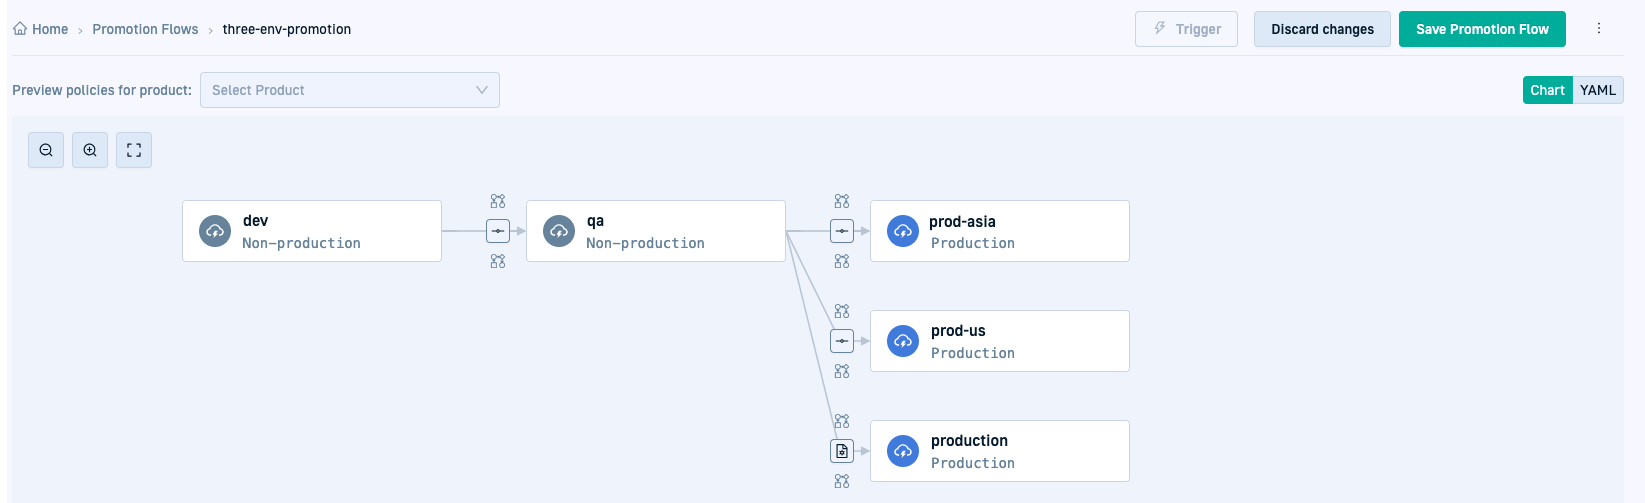 Home › Promotion Flows › three-env-promotion
Trigger
Discard changes
Save Promotion Flow
Preview policies for product:
Select Product
Chart
YAML
dev
Non-production
qa
Non-production
prod-asia
Production
prod-us
Production
production
Production